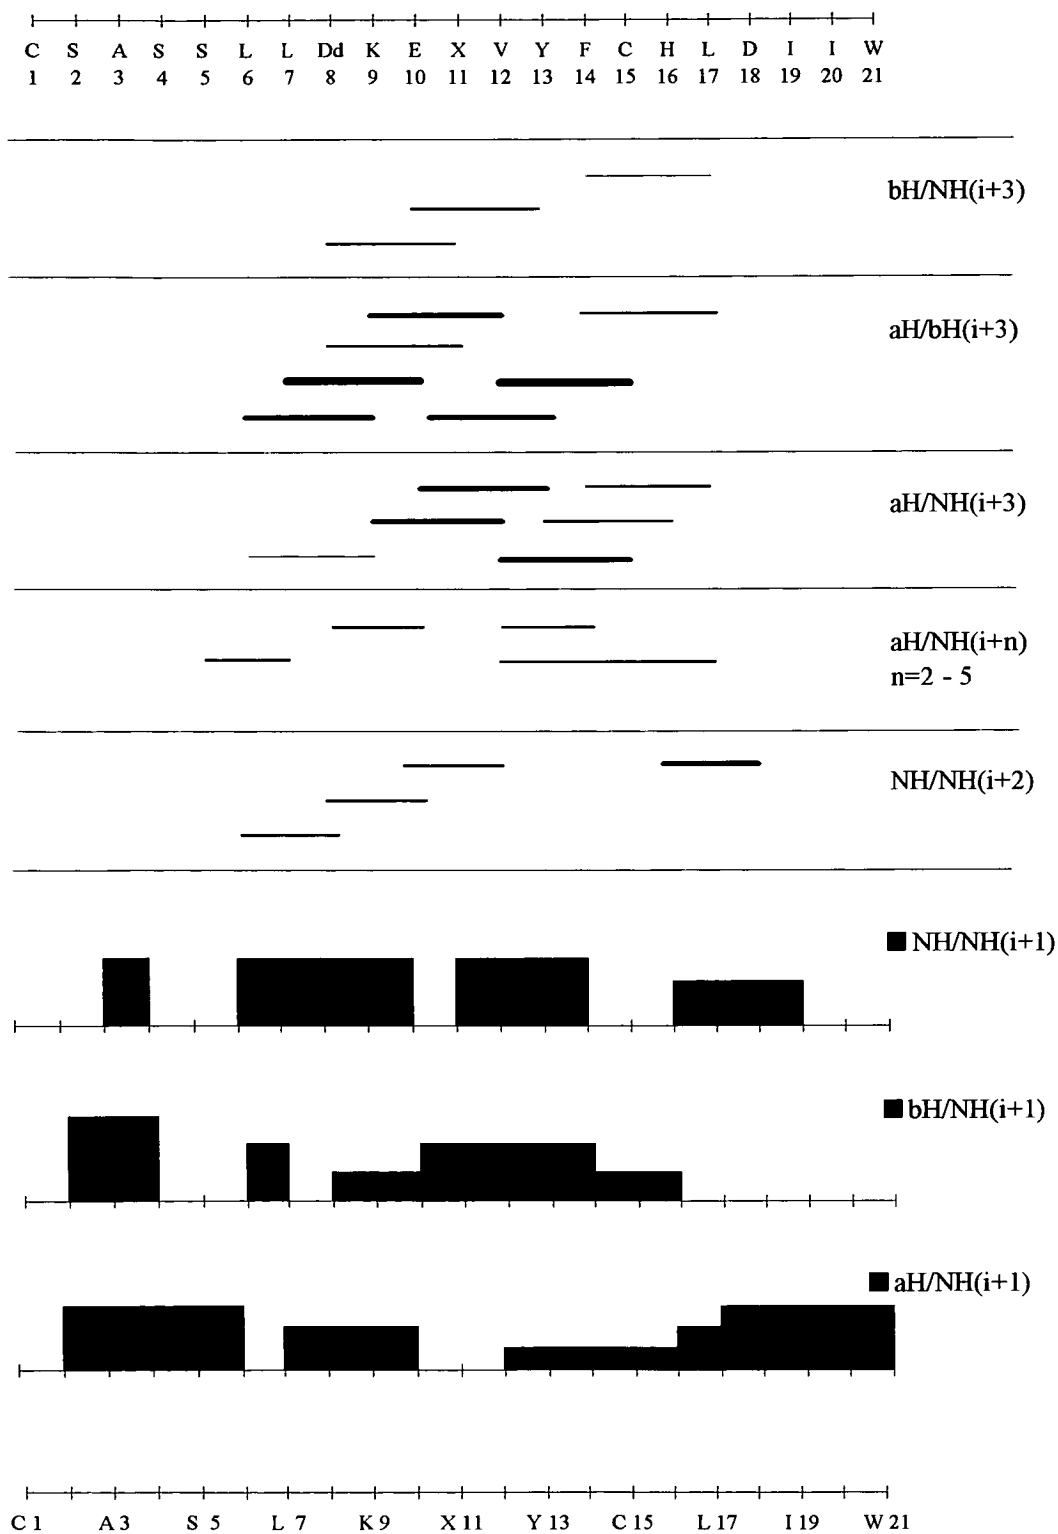 C S A S S L L Dd K E X V Y F C H L D I I W
1 2 3 4 5 6 7 8 9 10 11 12 13 14 15 16 17 18 19 20 21
bH/NH(i+3)
aH/bH(i+3)
aH/NH(i+3)
aH/NH(i+n)
n=2 - 5
NH/NH(i+2)
NH/NH(i+1)
bH/NH(i+1)
aH/NH(i+1)
C 1 A 3 S 5 L 7 K 9 X 11 Y 13 C 15 L 17 I 19 W 21